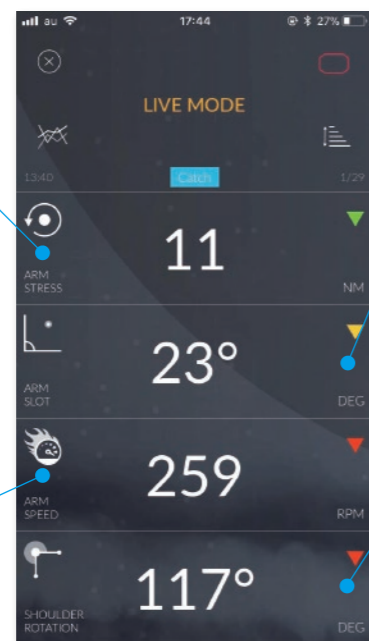 au 17:44 27%
LIVE MODE
13:40 Catch 1/29
ARM
STRESS
11
NM
ARM
SLOT
23°
DEG
ARM
SPEED
259
RPM
SHOULDER
ROTATION
117°
DEG